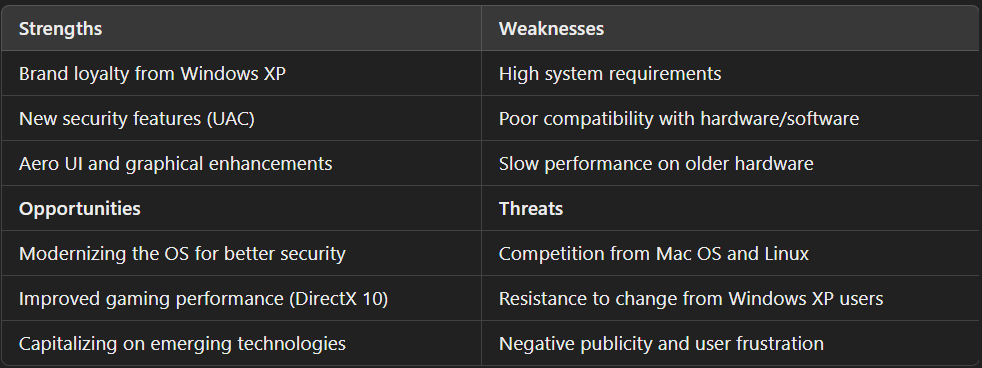 Strengths
Weaknesses
Brand loyalty from Windows XP
High system requirements
New security features (UAC)
Poor compatibility with hardware/software
Aero UI and graphical enhancements
Slow performance on older hardware
Opportunities
Threats
Modernizing the OS for better security
Competition from Mac OS and Linux
Improved gaming performance (DirectX 10)
Resistance to change from Windows XP users
Capitalizing on emerging technologies
Negative publicity and user frustration